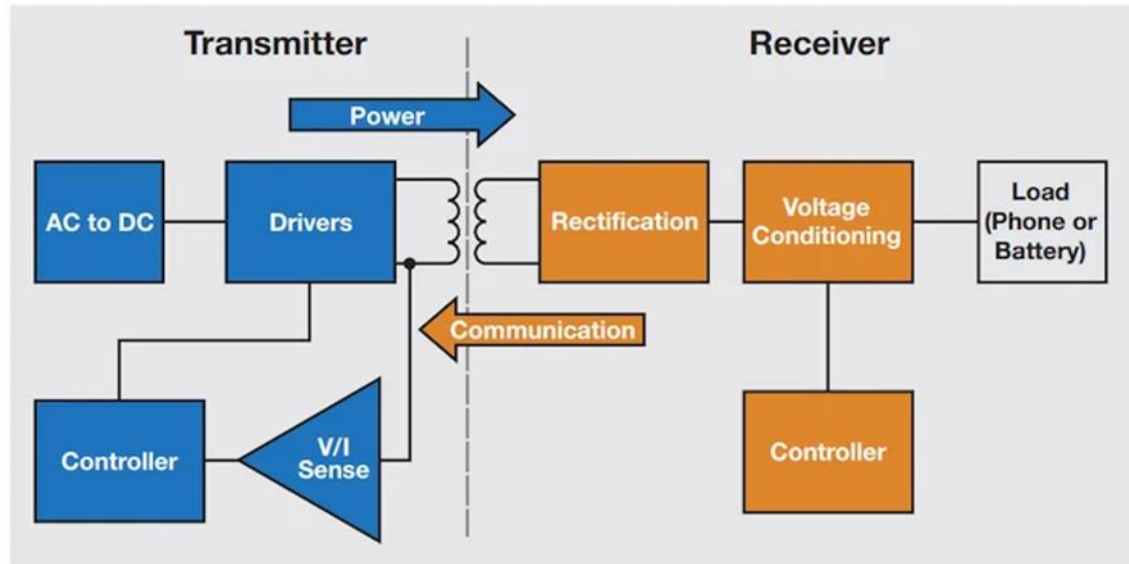 Transmitter
Receiver
Power
AC to DC
Drivers
Rectification
Voltage
Conditioning
Load
(Phone or
Battery)
Communication
Controller
V/I
Sense
Controller